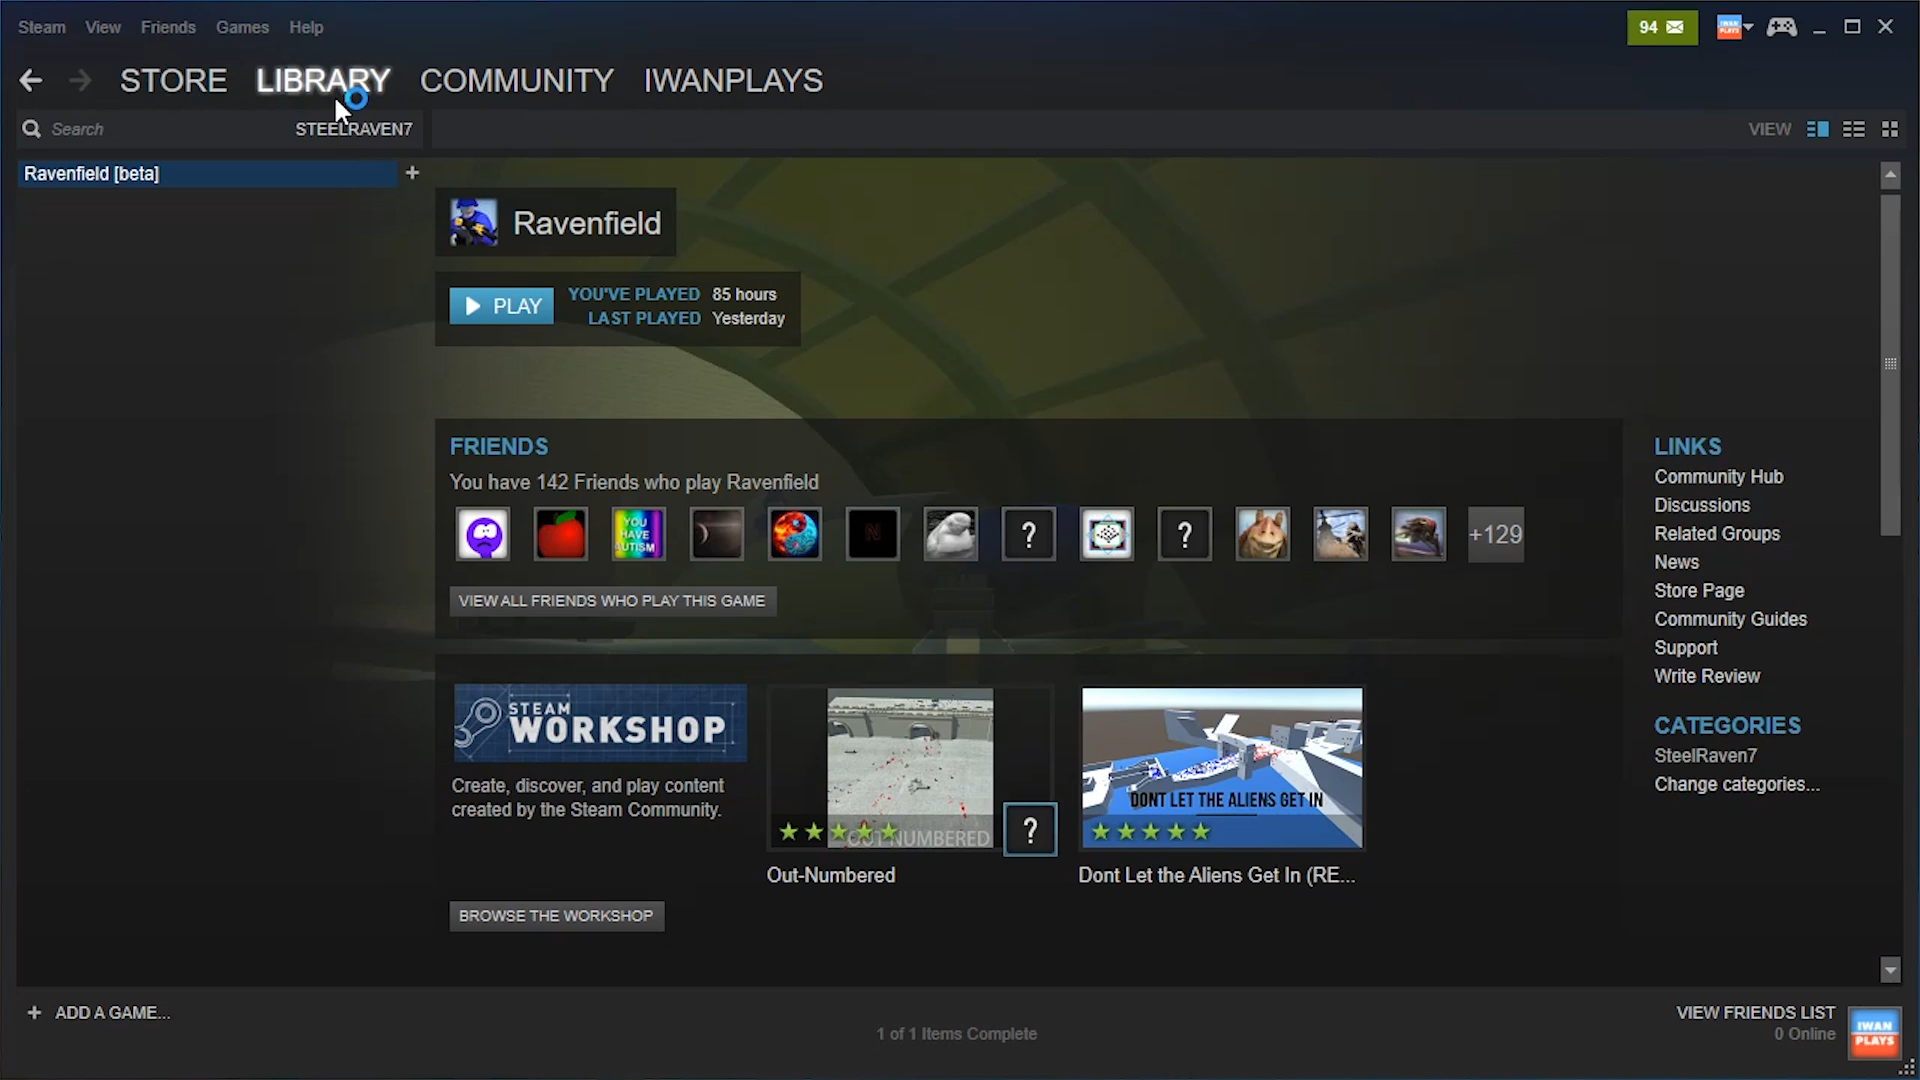 Steam View Friends Games Help
94
IWAN PLAYS
STORE LIBRARY COMMUNITY IWANPLAYS
Search STEELRAVEN7
VIEW
Ravenfield [beta] +
Ravenfield
PLAY
YOU'VE PLAYED 85 hours
LAST PLAYED Yesterday
FRIENDS
You have 142 Friends who play Ravenfield
YOU
HAVE
AUTISM
N
?
?
+129
VIEW ALL FRIENDS WHO PLAY THIS GAME
LINKS
Community Hub
Discussions
Related Groups
News
Store Page
Community Guides
Support
Write Review
CATEGORIES
SteelRaven7
Change categories...
STEAM
WORKSHOP
Create, discover, and play content
created by the Steam Community.
BROWSE THE WORKSHOP
OUT-NUMBERED
?
Out-Numbered
DONT LET THE ALIENS GET IN
Dont Let the Aliens Get In (RE...
+ ADD A GAME...
1 of 1 Items Complete
VIEW FRIENDS LIST
0 Online
IWAN
PLAYS